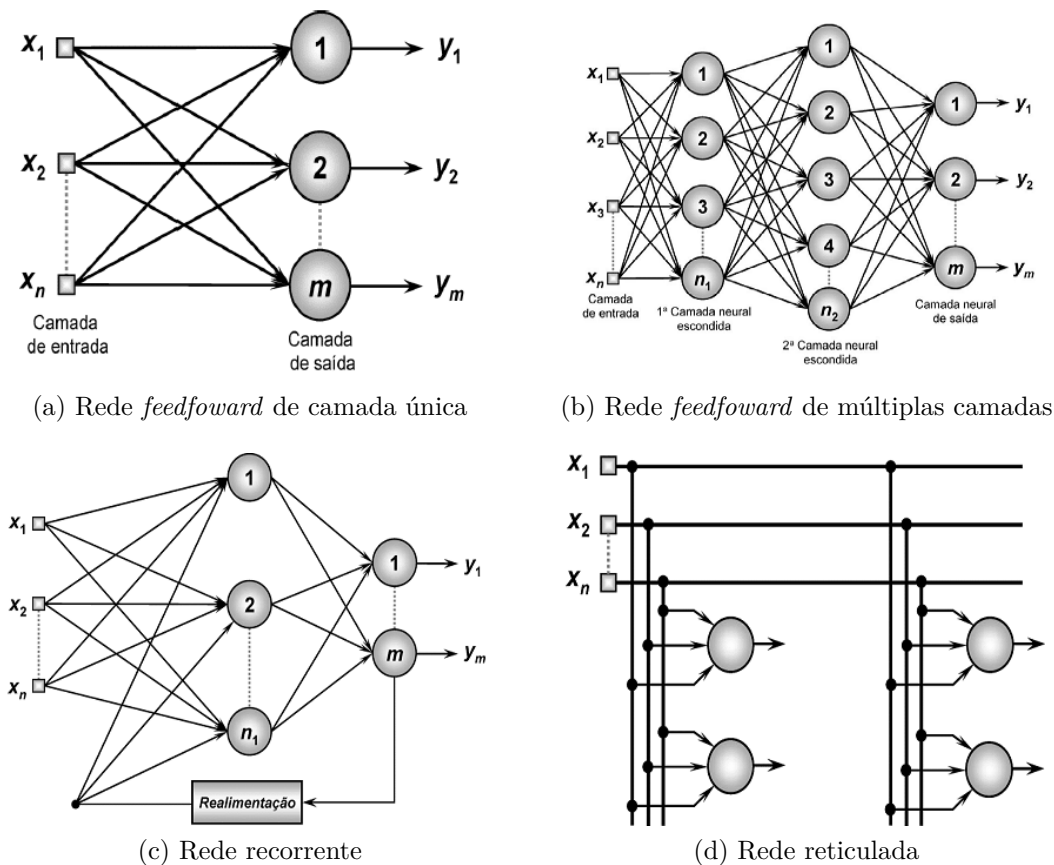 x1
x2
xn
1
2
m
y1
y2
ym
Camada
de entrada
Camada
de saída
(a) Rede feedfoward de camada única
x1
x2
x3
xn
1
2
3
n1
1
2
3
4
n2
1
2
m
y1
y2
ym
Camada
de entrada
1ª Camada neural
escondida
2ª Camada neural
escondida
Camada neural
de saída
(b) Rede feedfoward de múltiplas camadas
x1
x2
xn
1
2
n1
1
m
y1
ym
Realimentação
(c) Rede recorrente
x1
x2
xn
(d) Rede reticulada